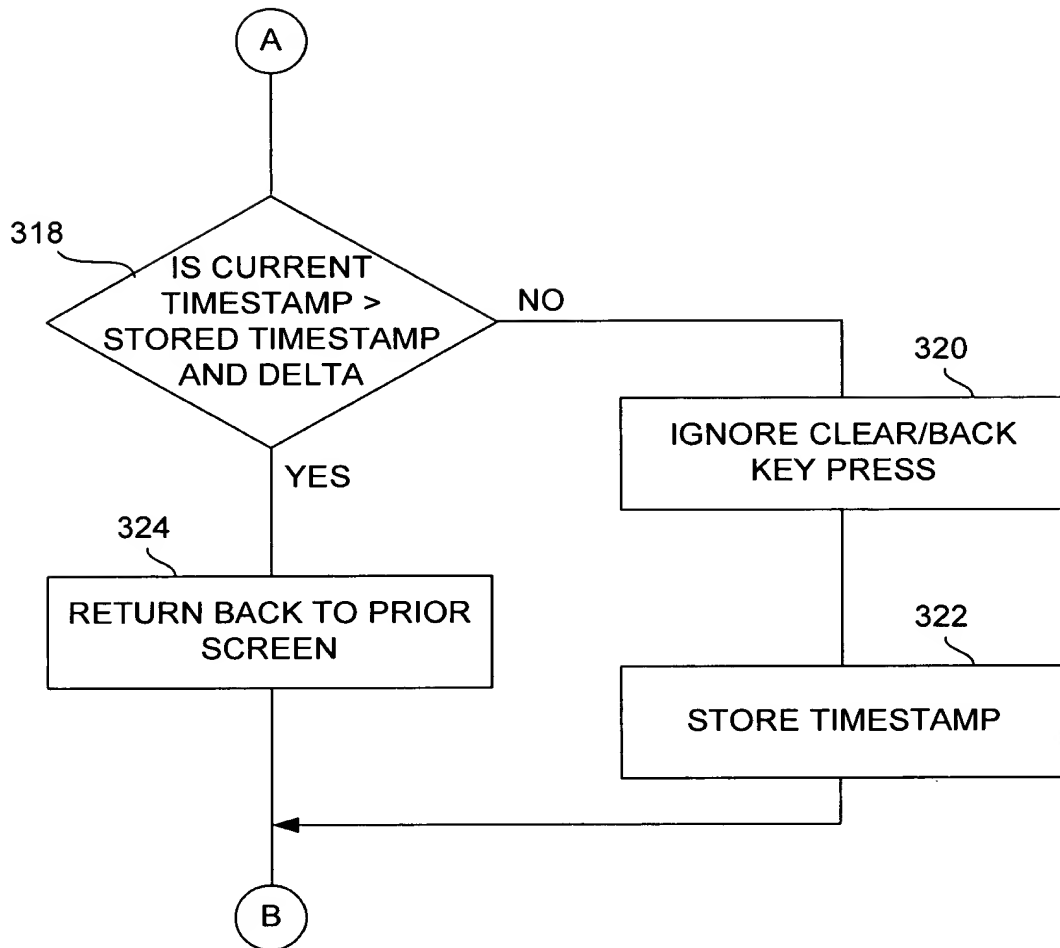 A
318
IS CURRENT
TIMESTAMP >
STORED TIMESTAMP
AND DELTA
NO
320
IGNORE CLEAR/BACK
KEY PRESS
YES
324
RETURN BACK TO PRIOR
SCREEN
322
STORE TIMESTAMP
B